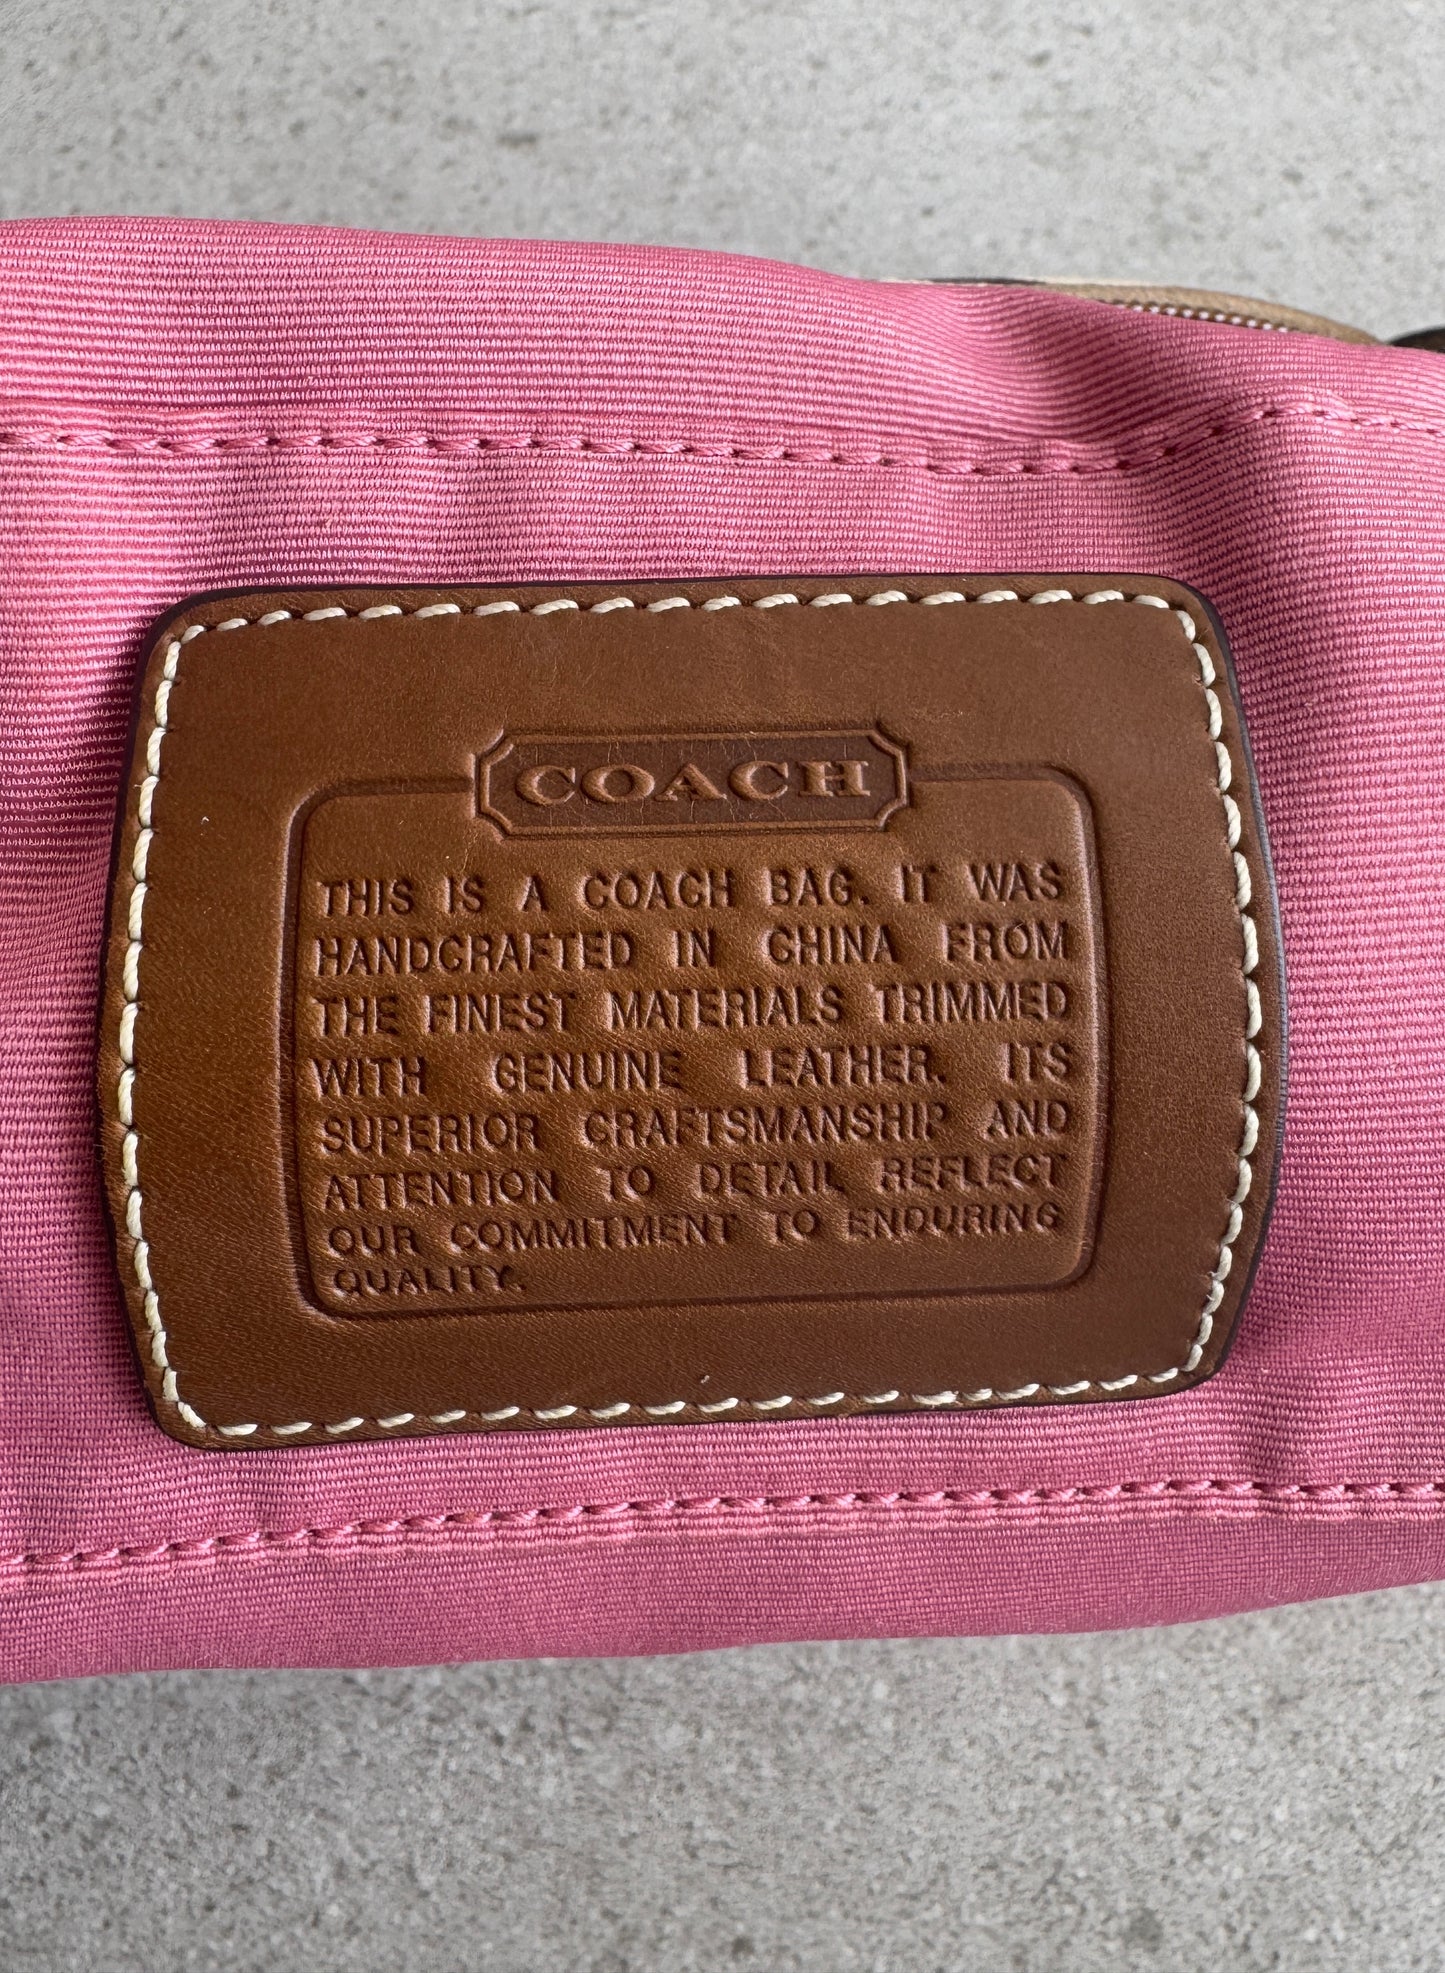 COACH
THIS IS A COACH BAG. IT WAS
HANDCRAFTED IN CHINA FROM
THE FINEST MATERIALS TRIMMED
WITH GENUINE LEATHER. ITS
SUPERIOR CRAFTSMANSHIP AND
ATTENTION TO DETAIL REFLECT
OUR COMMITMENT TO ENDURING
QUALITY.